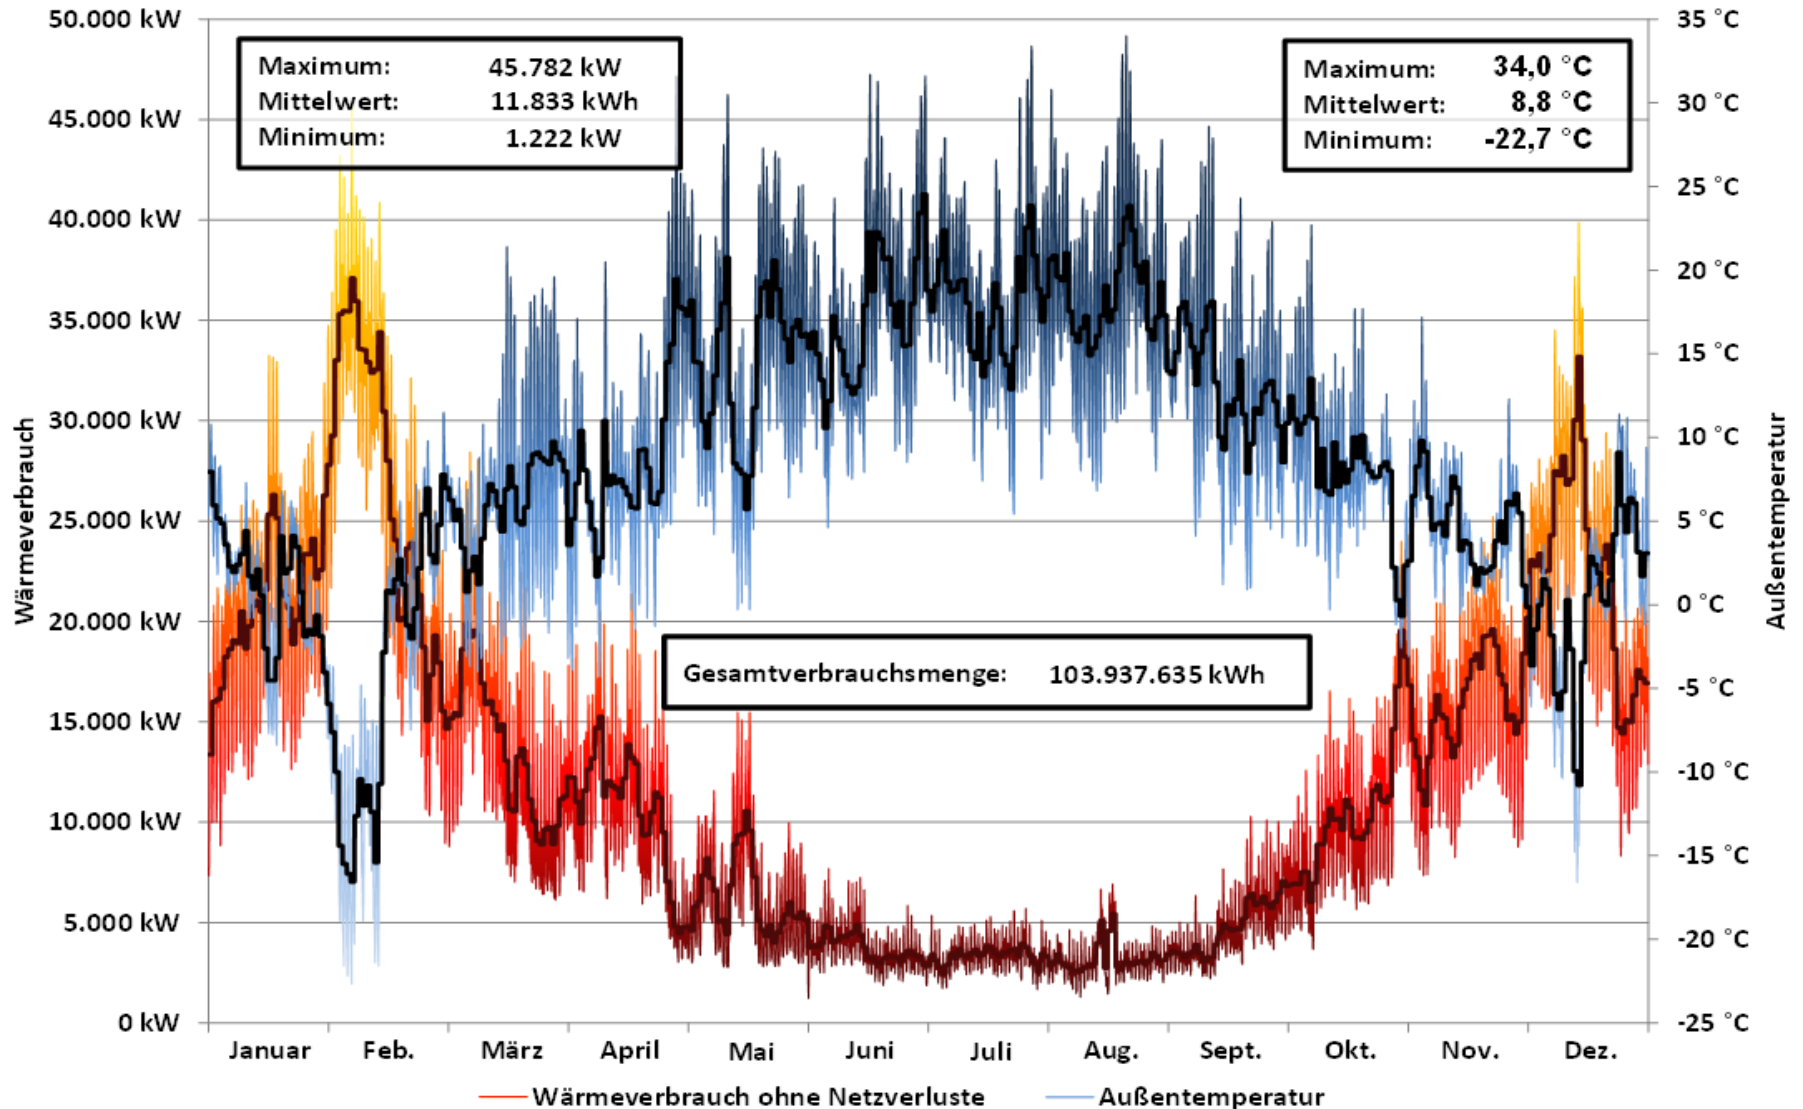 50.000 kW
45.000 kW
40.000 kW
35.000 kW
30.000 kW
25.000 kW
20.000 kW
15.000 kW
10.000 kW
5.000 kW
0 kW
Wärmeverbrauch
Maximum: 45.782 kW
Mittelwert: 11.833 kWh
Minimum: 1.222 kW
Maximum: 34,0 °C
Mittelwert: 8,8 °C
Minimum: -22,7 °C
Gesamtverbrauchsmenge: 103.937.635 kWh
35 °C
30 °C
25 °C
20 °C
15 °C
10 °C
5 °C
0 °C
-5 °C
-10 °C
-15 °C
-20 °C
-25 °C
Außentemperatur
Januar Feb. März April Mai Juni Juli Aug. Sept. Okt. Nov. Dez.
Wärmeverbrauch ohne Netzverluste Außentemperatur